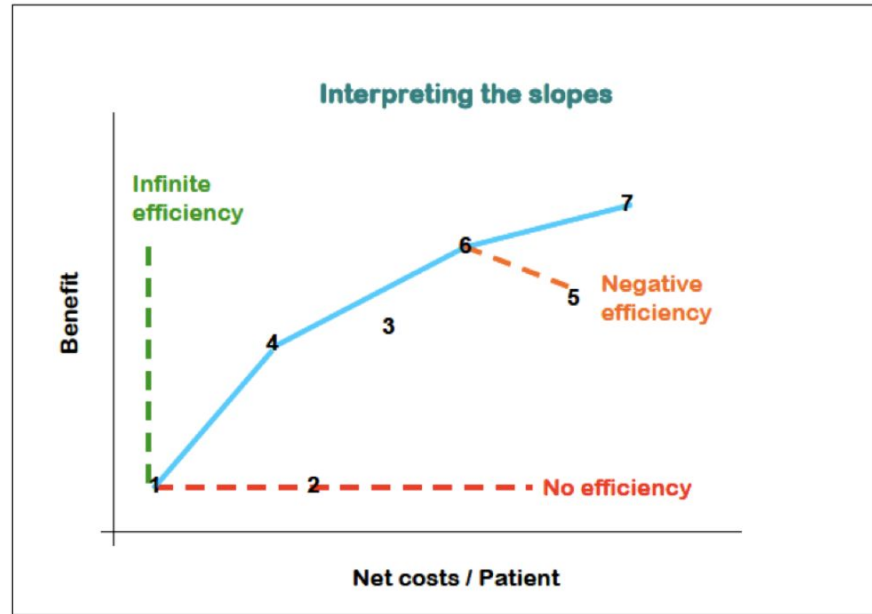 Interpreting the slopes
Infinite
efficiency
7
6
Negative
efficiency
5
3
4
Benefit
1
2
No efficiency
Net costs / Patient